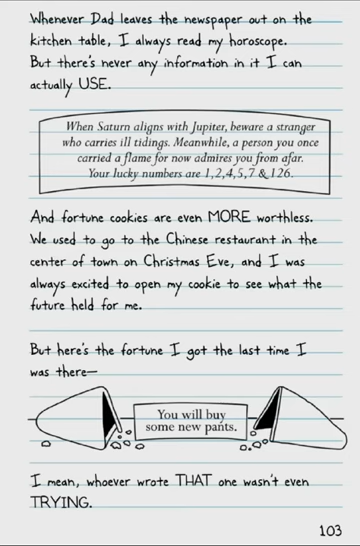 Whenever Dad leaves the newspaper out on the
kitchen table, I always read my horoscope.
But there's never any information in it I can
actually USE.
When Saturn aligns with Jupiter, beware a stranger
who carries ill tidings. Meanwhile, a person you once
carried a flame for now admires you from afar.
Your lucky numbers are 1,2,4,5,7 & 126.
And fortune cookies are even MORE worthless.
We used to go to the Chinese restaurant in the
center of town on Christmas Eve, and I was
always excited to open my cookie to see what the
future held for me.
But here's the fortune I got the last time I
was there—
You will buy
some new pants.
I mean, whoever wrote THAT one wasn't even
TRYING.
103